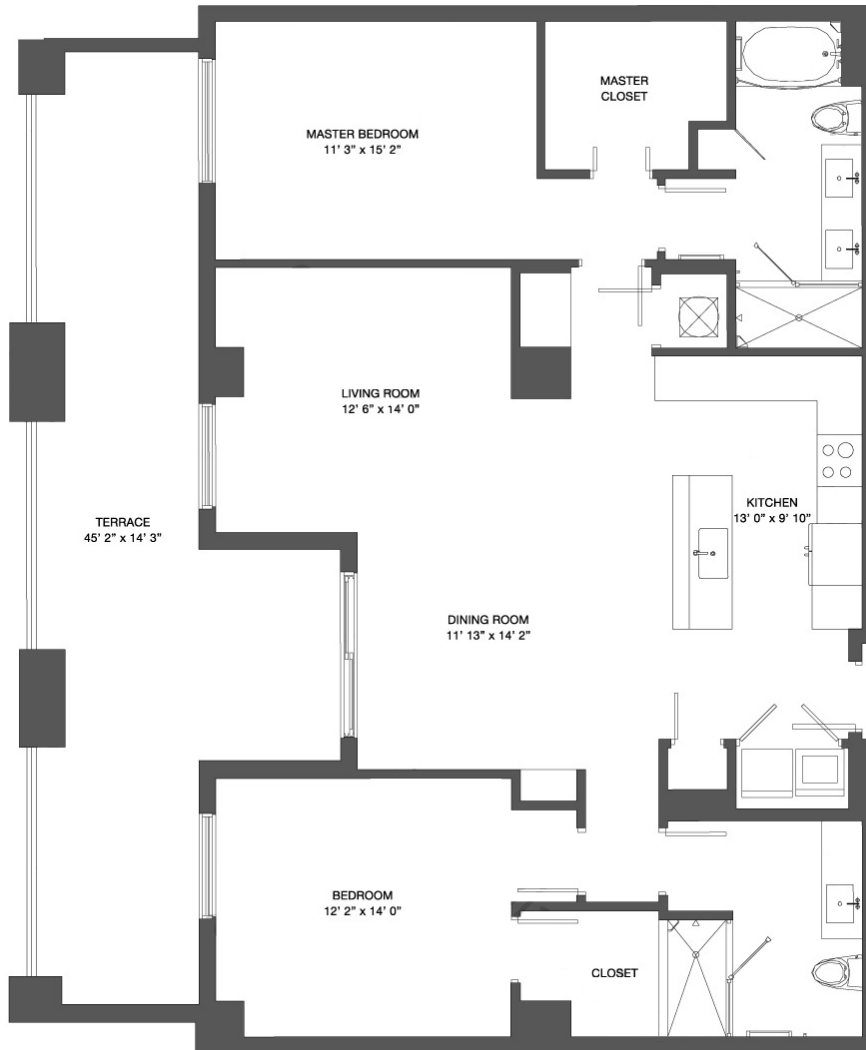 MASTER
CLOSET
MASTER BEDROOM
11' 3" x 15' 2"
LIVING ROOM
12' 6" x 14' 0"
KITCHEN
13' 0" x 9' 10"
TERRACE
45' 2" x 14' 3"
DINING ROOM
11' 13" x 14' 2"
BEDROOM
12' 2" x 14' 0"
CLOSET